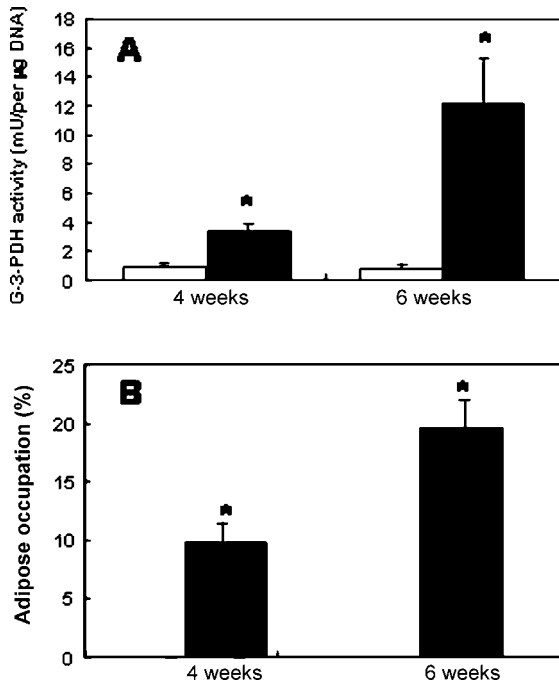 G-3-PDH activity (mU/per µg DNA)
A
18
16
14
12
10
8
6
4
2
0
*
*
4 weeks
6 weeks
Adipose occupation (%)
B
25
20
15
10
5
0
*
*
4 weeks
6 weeks